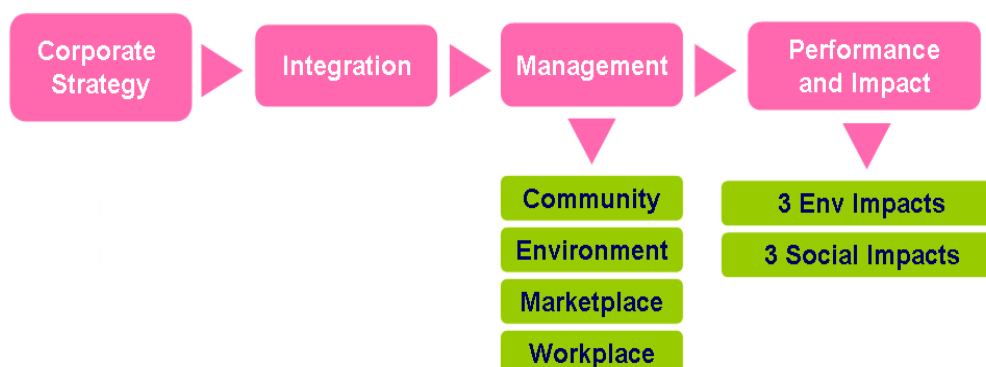 Corporate
Strategy
Integration
Management
Performance
and Impact
Community
Environment
Marketplace
Workplace
3 Env Impacts
3 Social Impacts